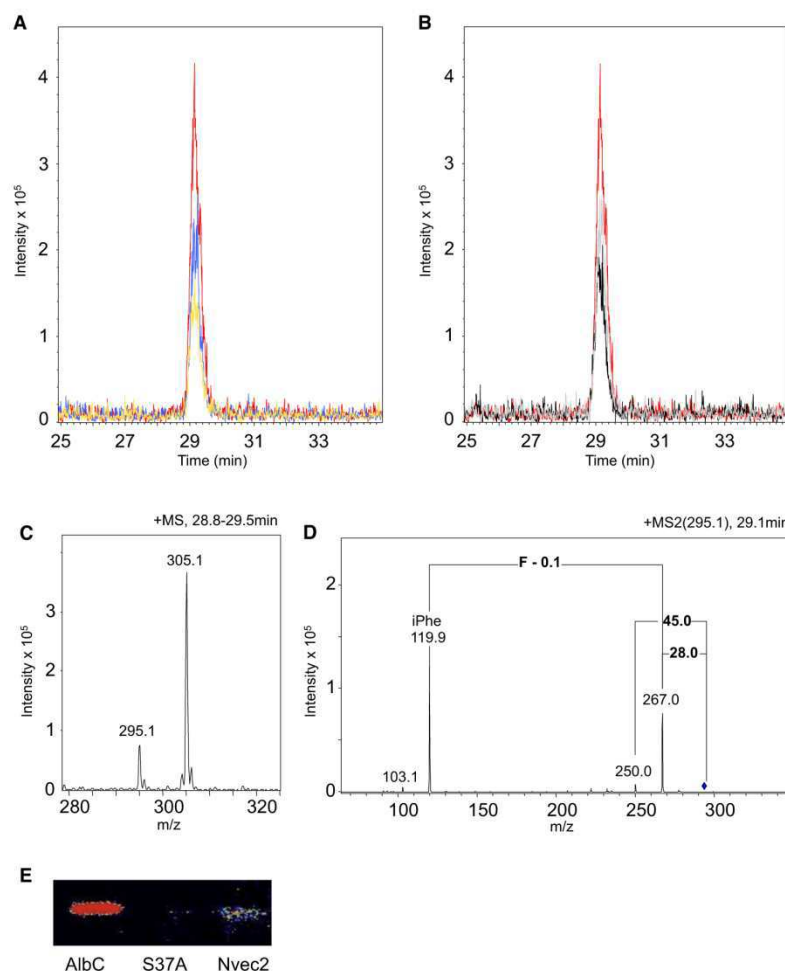 A
Intensity x 10⁵
4
3
2
1
0
25 27 29 31 33
Time (min)
B
Intensity x 10⁵
4
3
2
1
0
25 27 29 31 33
Time (min)
C
+MS, 28.8-29.5min
305.1
295.1
Intensity x 10⁵
3
2
1
0
280 300 320
m/z
D
+MS2(295.1), 29.1min
F - 0.1
iPhe
119.9
45.0
28.0
267.0
103.1
250.0
Intensity x 10⁵
2
1
0
100 150 200 250 300
m/z
E
AlbC S37A Nvec2